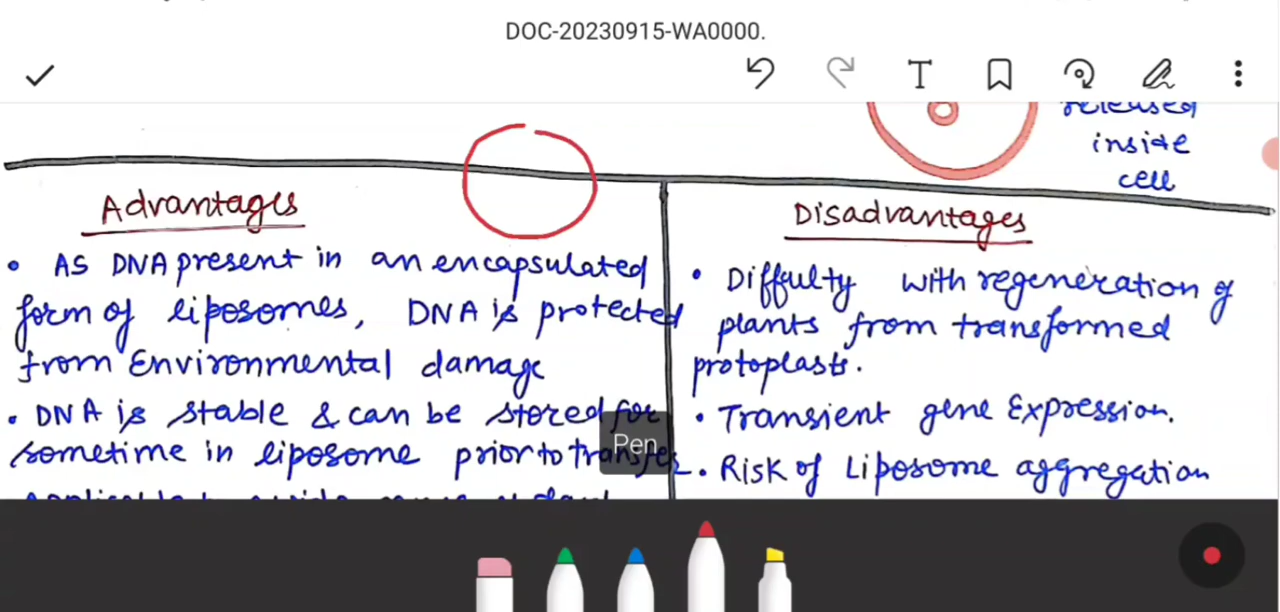 DOC-20230915-WA0000.
T
released
inside
cell
Advantages
• AS DNA present in an encapsulated
form of liposomes, DNA is protected
from Environmental damage
• DNA is stable & can be stored for
sometime in liposome prior to transfer
Disadvantages
• Diffulty with regeneration of
plants from transformed
protoplasts.
• Transient gene Expression.
• Risk of Liposome aggregation
Pen